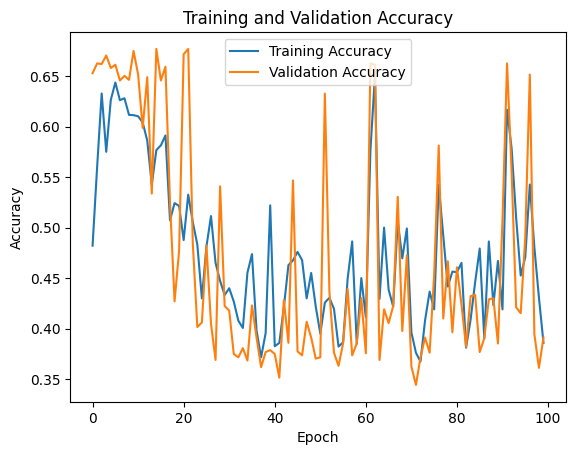 Training and Validation Accuracy
Training Accuracy
Validation Accuracy
0.65
0.60
0.55
0.50
0.45
0.40
0.35
Accuracy
0 20 40 60 80 100
Epoch